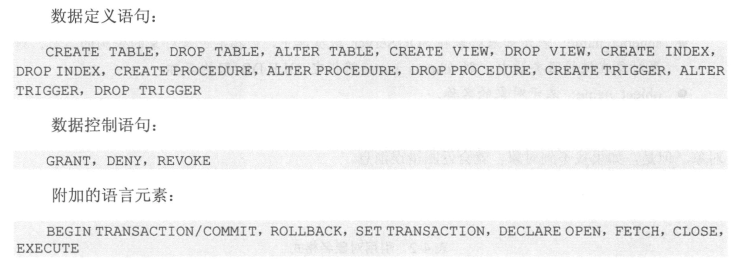 数据定义语句：
CREATE TABLE, DROP TABLE, ALTER TABLE, CREATE VIEW, DROP VIEW, CREATE INDEX,
DROP INDEX, CREATE PROCEDURE, ALTER PROCEDURE, DROP PROCEDURE, CREATE TRIGGER, ALTER
TRIGGER, DROP TRIGGER
数据控制语句：
GRANT, DENY, REVOKE
附加的语言元素：
BEGIN TRANSACTION/COMMIT, ROLLBACK, SET TRANSACTION, DECLARE OPEN, FETCH, CLOSE,
EXECUTE